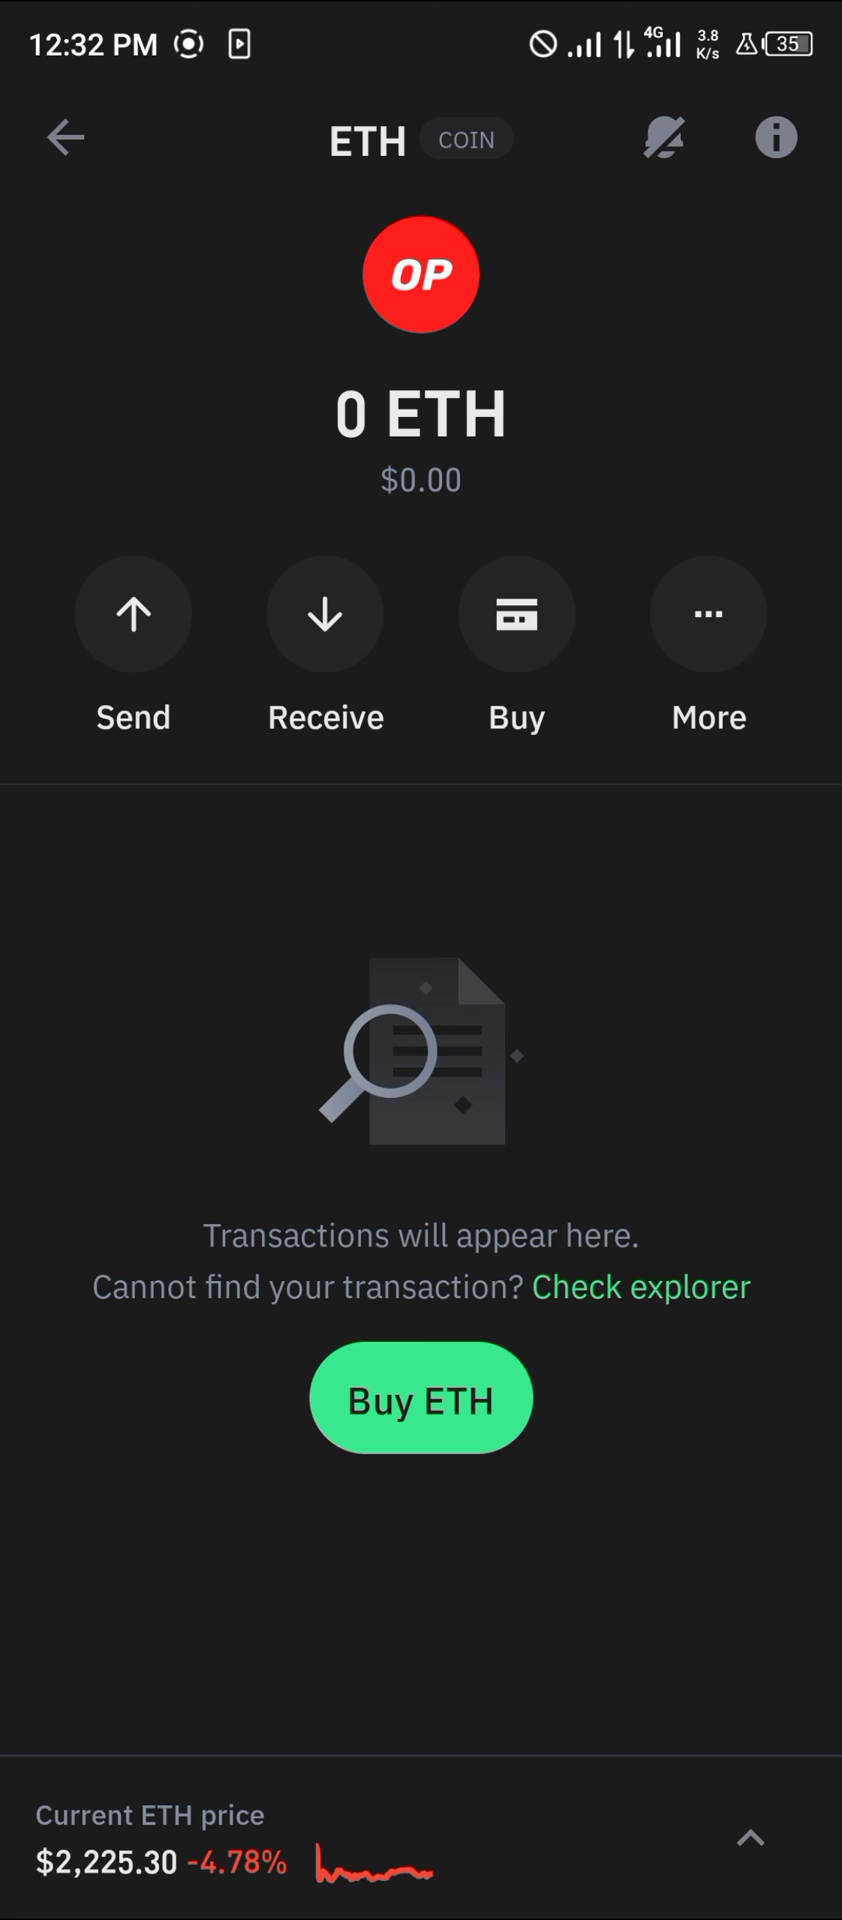 12:32 PM 4G 3.8 K/s 35
ETH COIN
OP
0 ETH
$0.00
Send Receive Buy More
Transactions will appear here.
Cannot find your transaction? Check explorer
Buy ETH
Current ETH price
$2,225.30 -4.78%